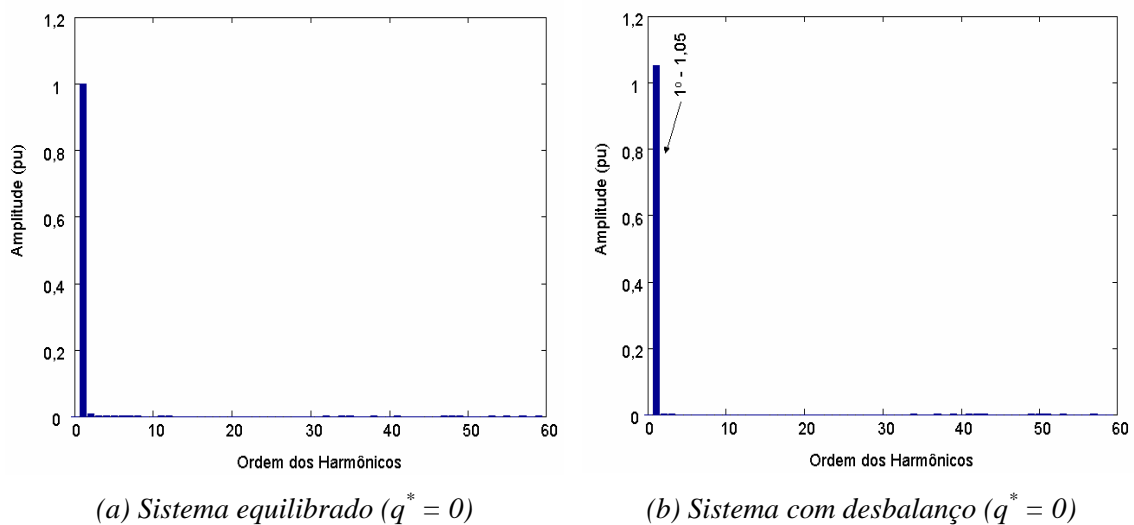 1,2
1
0,8
0,6
0,4
0,2
0
Amplitude (pu)
0 10 20 30 40 50 60
Ordem dos Harmônicos
(a) Sistema equilibrado (q* = 0)
1,2
1
0,8
0,6
0,4
0,2
0
Amplitude (pu)
1º - 1,05
0 10 20 30 40 50 60
Ordem dos Harmônicos
(b) Sistema com desbalanço (q* = 0)